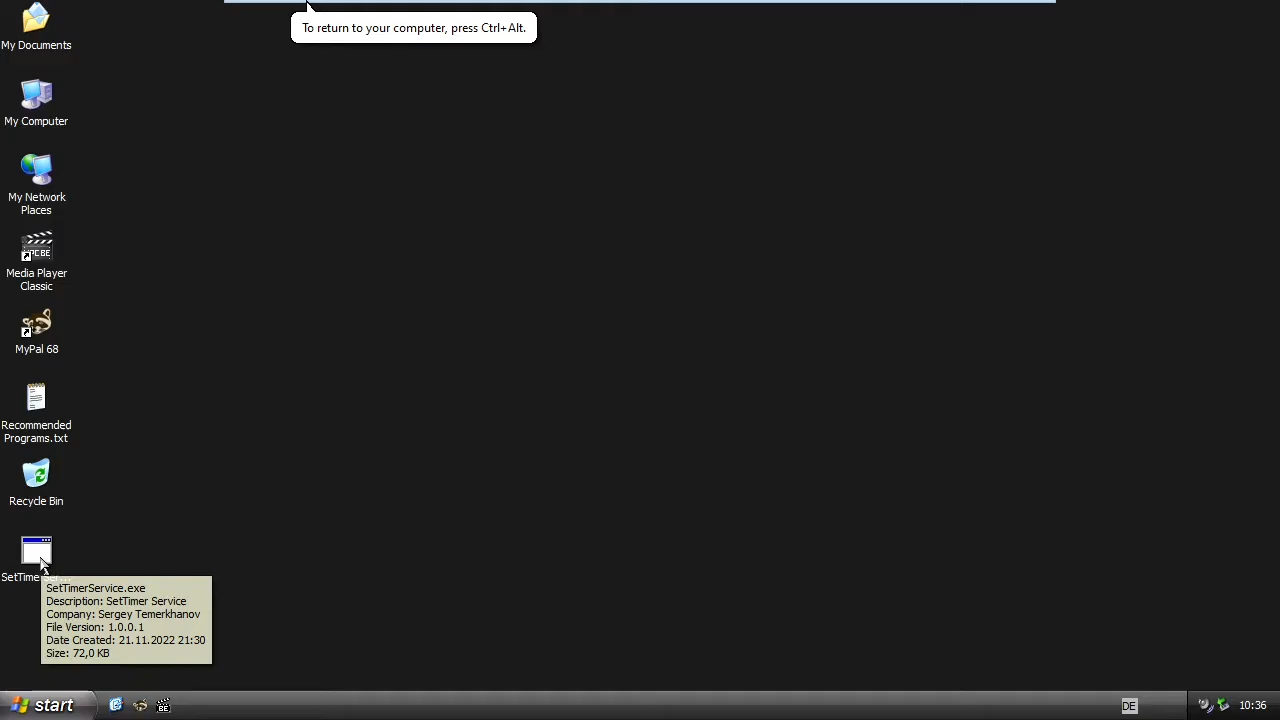 To return to your computer, press Ctrl+Alt.
My Documents
My Computer
My Network
Places
Media Player
Classic
MyPal 68
Recommended
Programs.txt
Recycle Bin
SetTimerSer...
SetTimerService.exe
Description: SetTimer Service
Company: Sergey Temerkhanov
File Version: 1.0.0.1
Date Created: 21.11.2022 21:30
Size: 72,0 KB
start
BE
DE
10:36